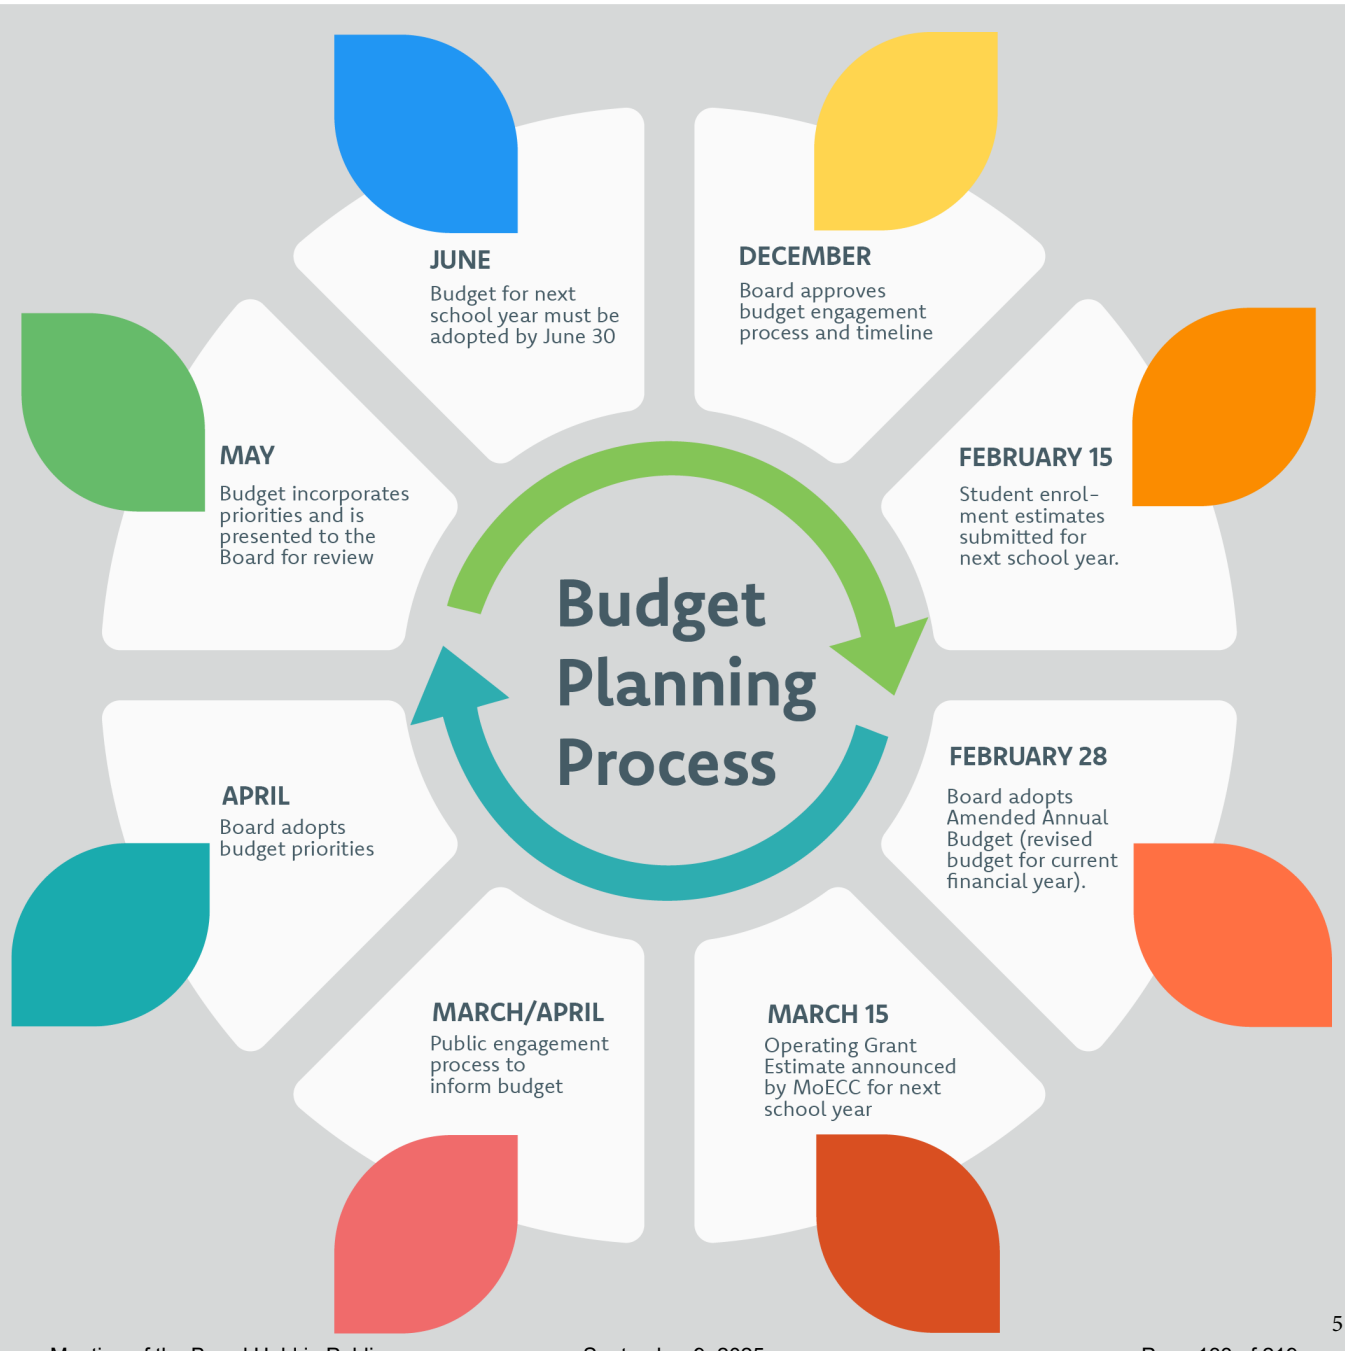 JUNE
Budget for next
school year must be
adopted by June 30
DECEMBER
Board approves
budget engagement
process and timeline
FEBRUARY 15
Student enrol-
ment estimates
submitted for
next school year.
FEBRUARY 28
Board adopts
Amended Annual
Budget (revised
budget for current
financial year).
MARCH 15
Operating Grant
Estimate announced
by MoECC for next
school year
MARCH/APRIL
Public engagement
process to
inform budget
APRIL
Board adopts
budget priorities
MAY
Budget incorporates
priorities and is
presented to the
Board for review
Budget
Planning
Process
5